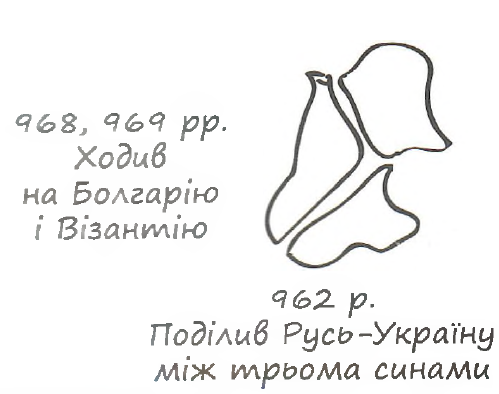 968, 969 рр.
Ходив
на Болгарію
і Візантію
962 р.
Поділив Русь-Україну
між трьома синами